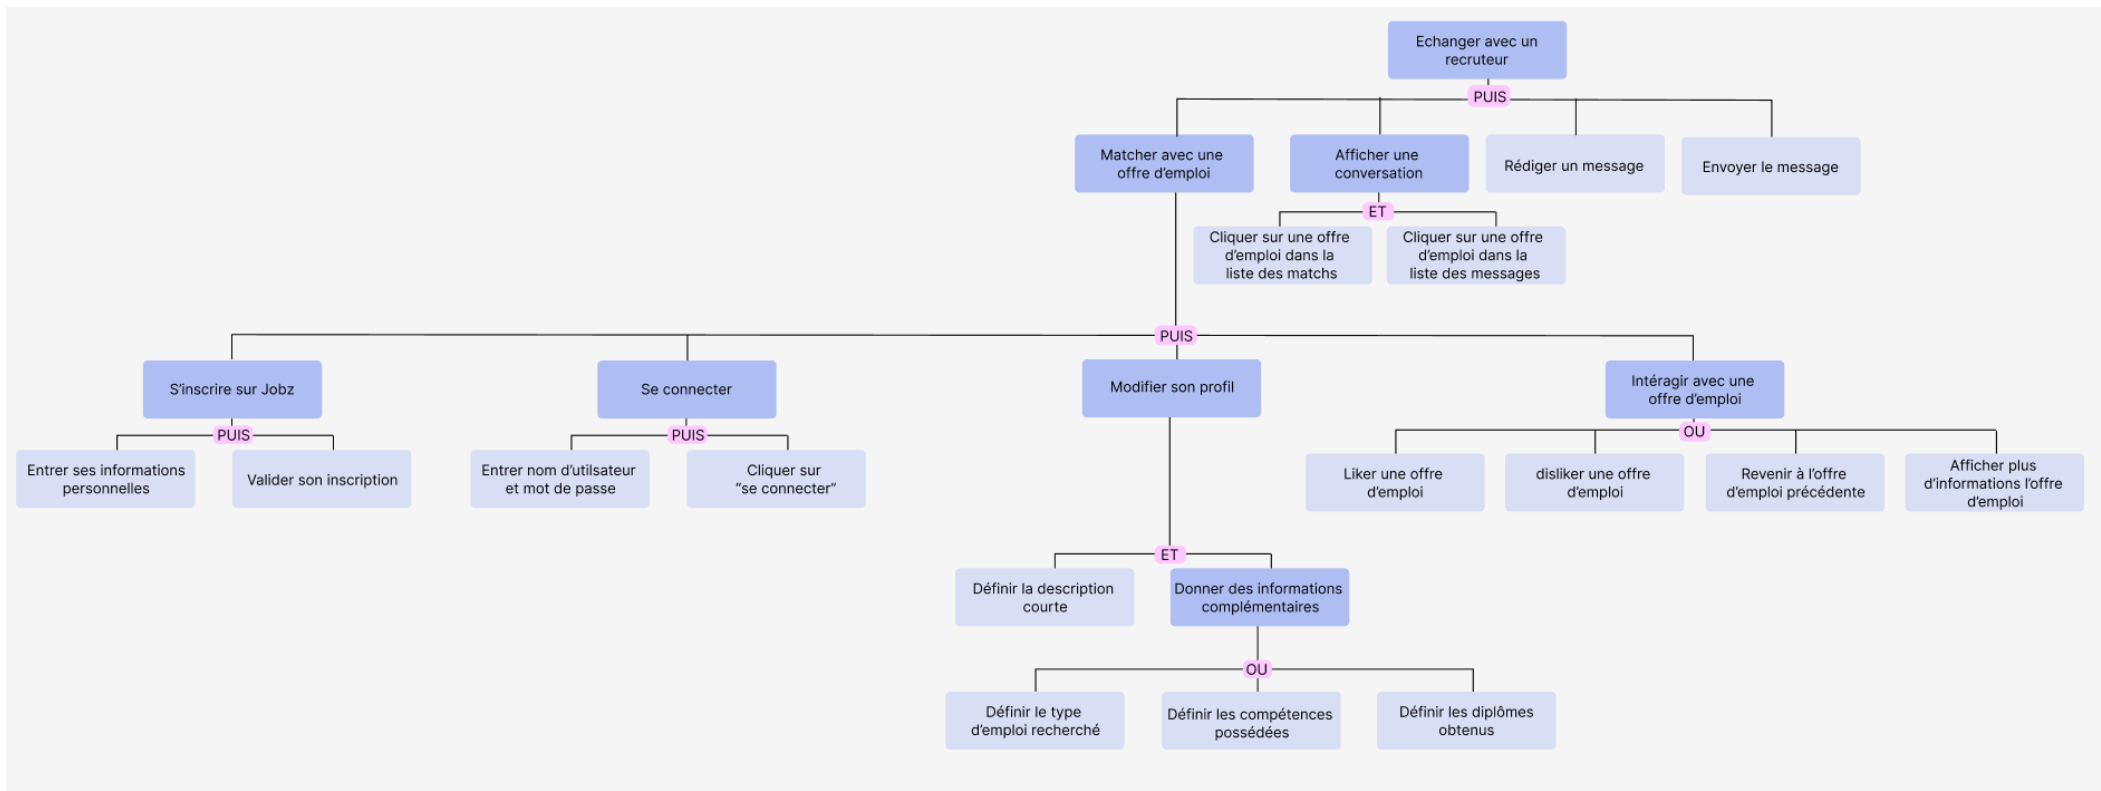 Echanger avec un
recruteur
PUIS
Matcher avec une
offre d'emploi
Afficher une
conversation
Rédiger un message
Envoyer le message
ET
Cliquer sur une offre
d'emploi dans la
liste des matchs
Cliquer sur une offre
d'emploi dans la
liste des messages
PUIS
S'inscrire sur Jobz
Se connecter
Modifier son profil
Intéragir avec une
offre d'emploi
PUIS
PUIS
OU
Entrer ses informations
personnelles
Valider son inscription
Entrer nom d'utilsateur
et mot de passe
Cliquer sur
“se connecter”
Liker une offre
d'emploi
disliker une offre
d'emploi
Revenir à l'offre
d'emploi précédente
Afficher plus
d'informations l'offre
d'emploi
ET
Définir la description
courte
Donner des informations
complémentaires
OU
Définir le type
d'emploi recherché
Définir les compétences
possédées
Définir les diplômes
obtenus